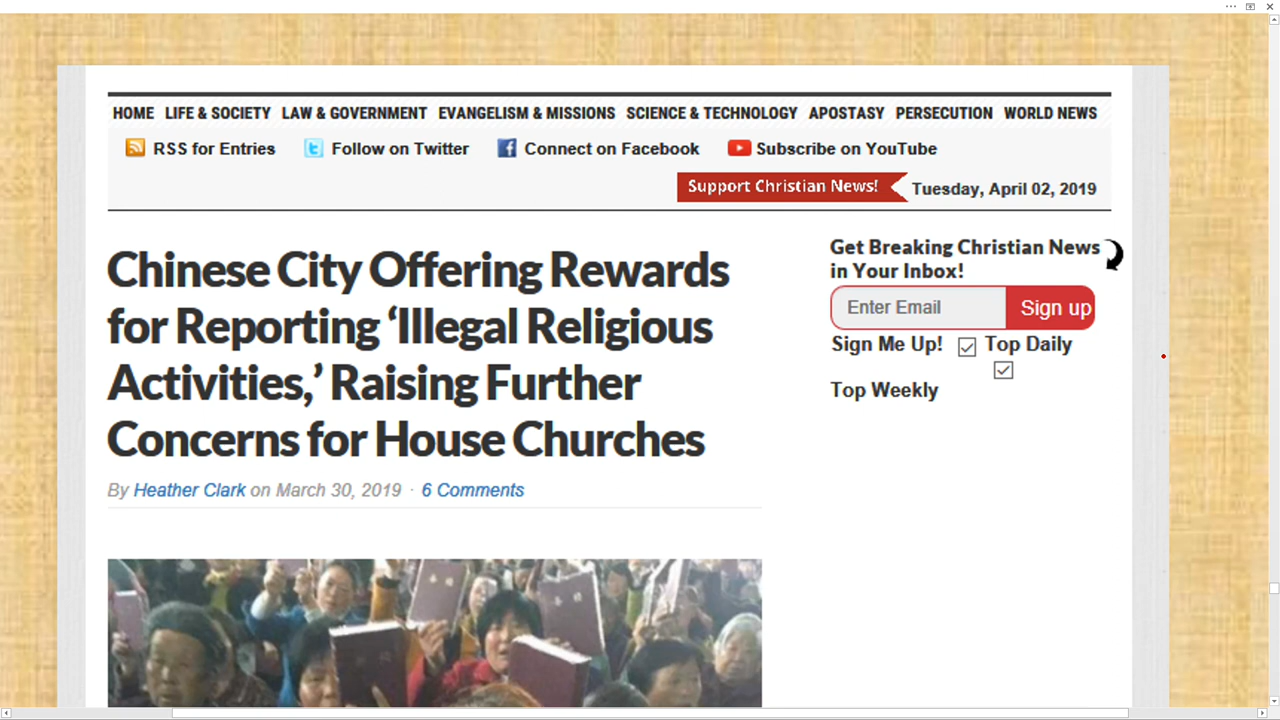 HOME LIFE & SOCIETY LAW & GOVERNMENT EVANGELISM & MISSIONS SCIENCE & TECHNOLOGY APOSTASY PERSECUTION WORLD NEWS
RSS for Entries Follow on Twitter Connect on Facebook Subscribe on YouTube
Support Christian News! Tuesday, April 02, 2019
Chinese City Offering Rewards
for Reporting ‘Illegal Religious
Activities,’ Raising Further
Concerns for House Churches
By Heather Clark on March 30, 2019 · 6 Comments
Get Breaking Christian News
in Your Inbox!
Enter Email Sign up
Sign Me Up! Top Daily
Top Weekly